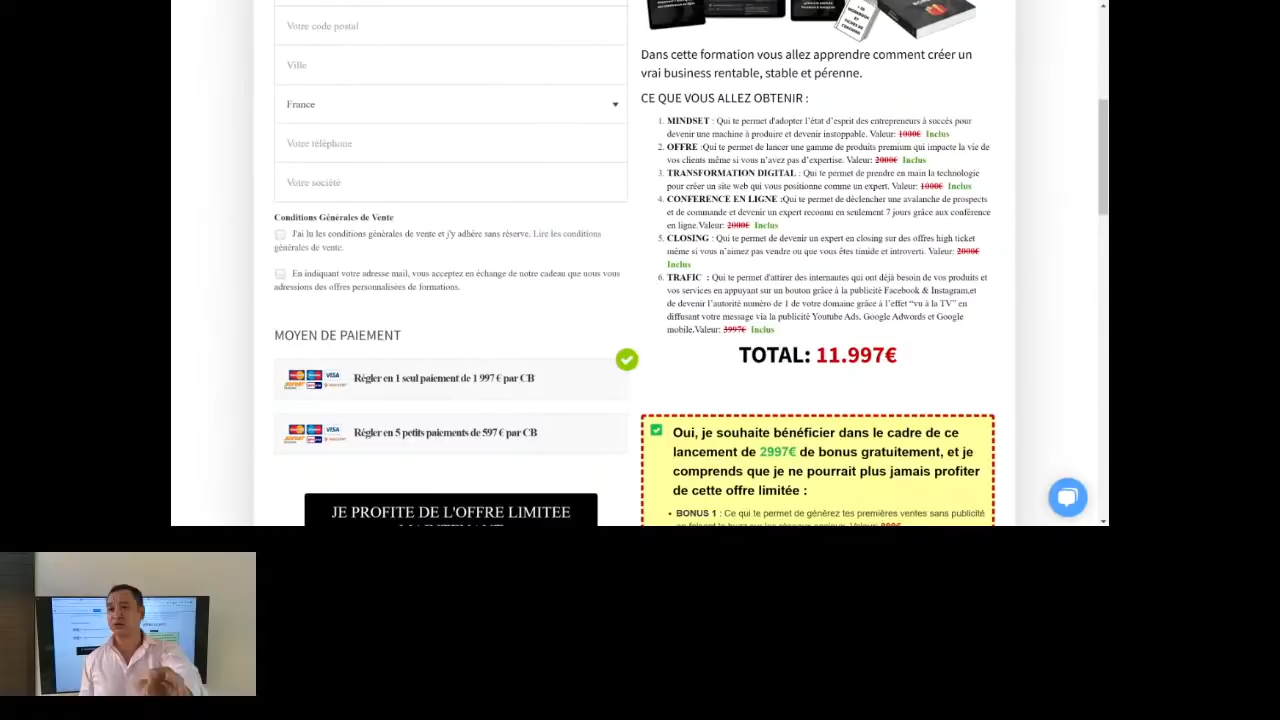 Votre code postal
Ville
France
Votre téléphone
Votre société
Conditions Générales de Vente
J'ai lu les conditions générales de vente et j'y adhère sans réserve. Lire les conditions
générales de vente.
En indiquant votre adresse mail, vous acceptez en échange de notre cadeau que nous vous
adressions des offres personnalisées de formations.
MOYEN DE PAIEMENT
VISA
Régler en 1 seul paiement de 1 997 € par CB
VISA
Régler en 5 petits paiements de 597 € par CB
JE PROFITE DE L'OFFRE LIMITEE
MAINTENANT
Dans cette formation vous allez apprendre comment créer un
vrai business rentable, stable et pérenne.
CE QUE VOUS ALLEZ OBTENIR :
1. MINDSET : Qui te permet d'adopter l'état d'esprit des entrepreneurs à succés pour
devenir une machine à produire et devenir instoppable. Valeur: 1000€ Inclus
2. OFFRE :Qui te permet de lancer une gamme de produits premium qui impacte la vie de
vos clients même si vous n'avez pas d'expertise. Valeur: 2000€ Inclus
3. TRANSFORMATION DIGITAL : Qui te permet de prendre en main la technologie
pour créer un site web qui vous positionne comme un expert. Valeur: 1000€ Inclus
4. CONFERENCE EN LIGNE :Qui te permet de déclencher une avalanche de prospects
et de commande et devenir un expert reconnu en seulement 7 jours grâce aux conférence
en ligne.Valeur: 2000€ Inclus
5. CLOSING : Qui te permet de devenir un expert en closing sur des offres high ticket
même si vous n'aimez pas vendre ou que vous êtes timide et introverti. Valeur: 2000€
Inclus
6. TRAFIC : Qui te permet d'attirer des internautes qui ont déjà besoin de vos produits et
vos services en appuyant sur un bouton grâce à la publicité Facebook & Instagram,et
de devenir l'autorité numéro de 1 de votre domaine grâce à l'effet "vu à la TV" en
diffusant votre message via la publicité Youtube Ads, Google Adwords et Google
mobile.Valeur: 3997€ Inclus
TOTAL: 11.997€
Oui, je souhaite bénéficier dans le cadre de ce
lancement de 2997€ de bonus gratuitement, et je
comprends que je ne pourrait plus jamais profiter
de cette offre limitée :
• BONUS 1 : Ce qui te permet de générez tes premières ventes sans publicité